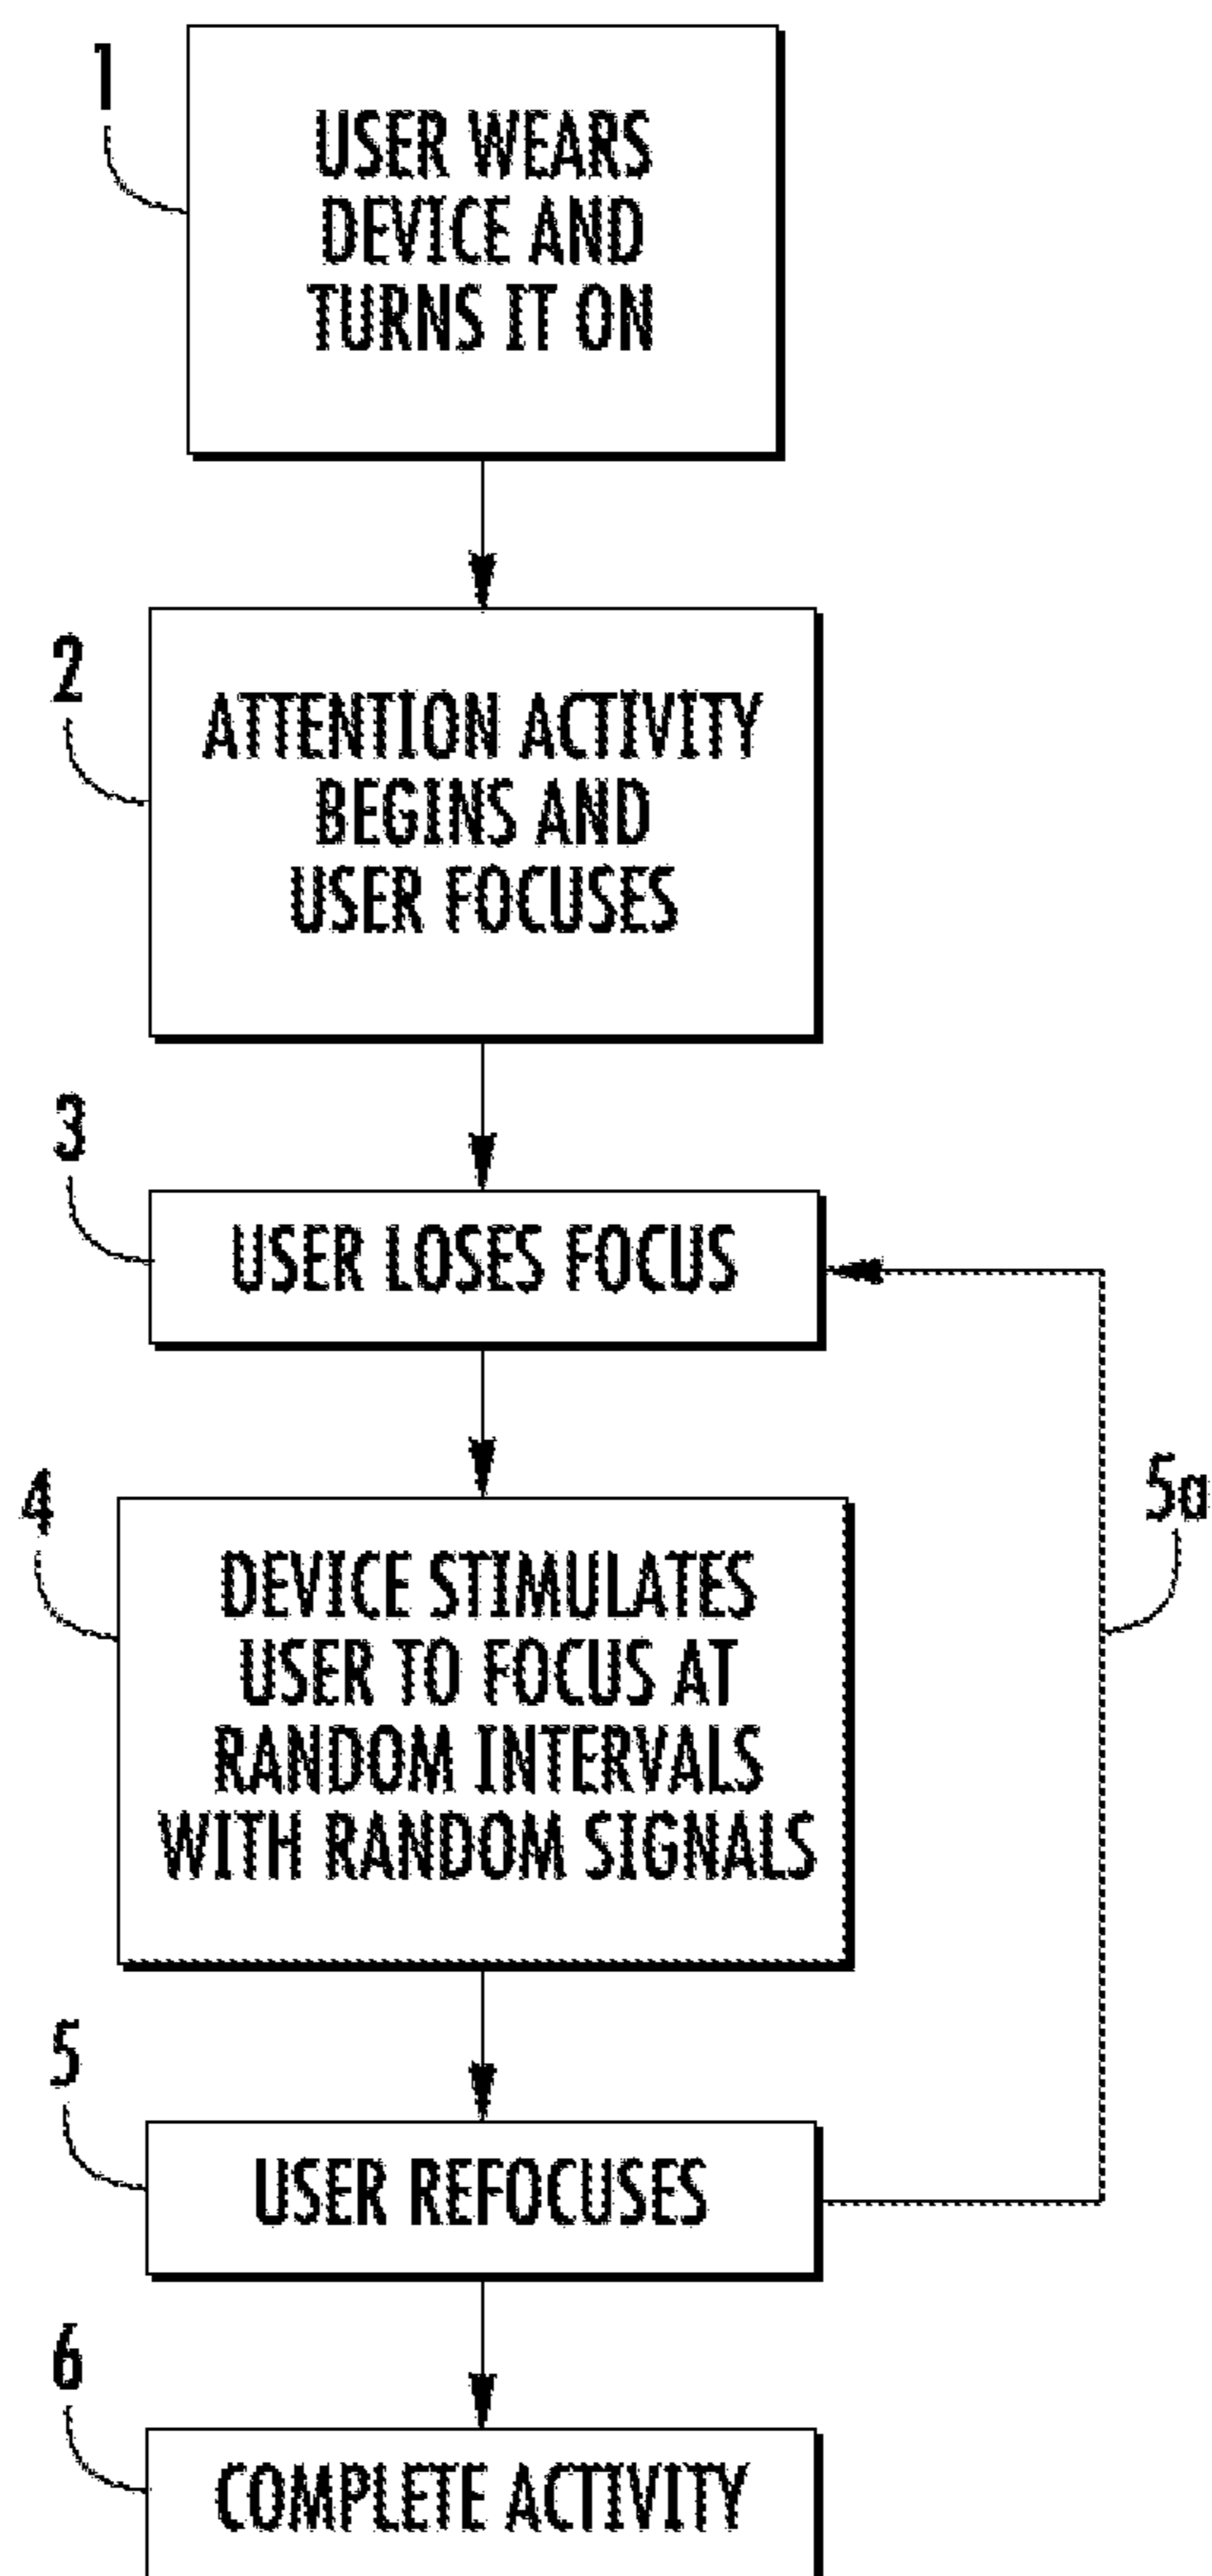 1
USER WEARS
DEVICE AND
TURNS IT ON
2
ATTENTION ACTIVITY
BEGINS AND
USER FOCUSES
3
USER LOSES FOCUS
4
DEVICE STIMULATES
USER TO FOCUS AT
RANDOM INTERVALS
WITH RANDOM SIGNALS
5a
5
USER REFOCUSES
6
COMPLETE ACTIVITY